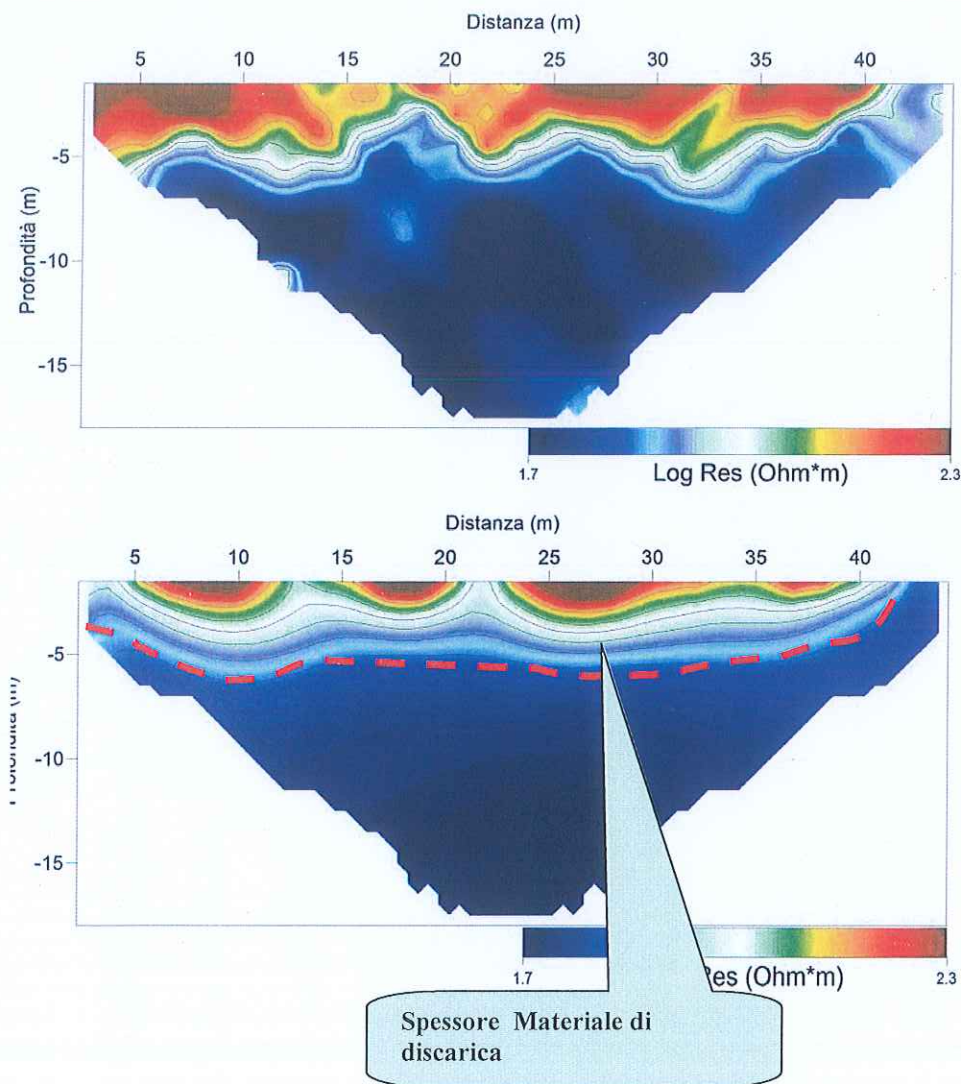 Distanza (m)
5 10 15 20 25 30 35 40
Profondità (m)
-5
-10
-15
1.7 2.3
Log Res (Ohm*m)
Distanza (m)
5 10 15 20 25 30 35 40
-5
-10
-15
1.7 2.3
Res (Ohm*m)
Spessore Materiale di
discarica